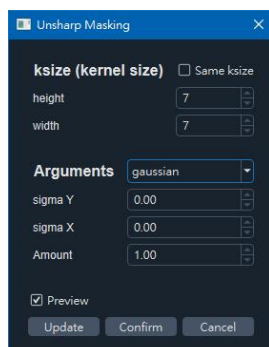 Unsharp Masking
ksize (kernel size) Same ksize
height 7
width 7
Arguments gaussian
sigma Y 0.00
sigma X 0.00
Amount 1.00
Preview
Update Confirm Cancel